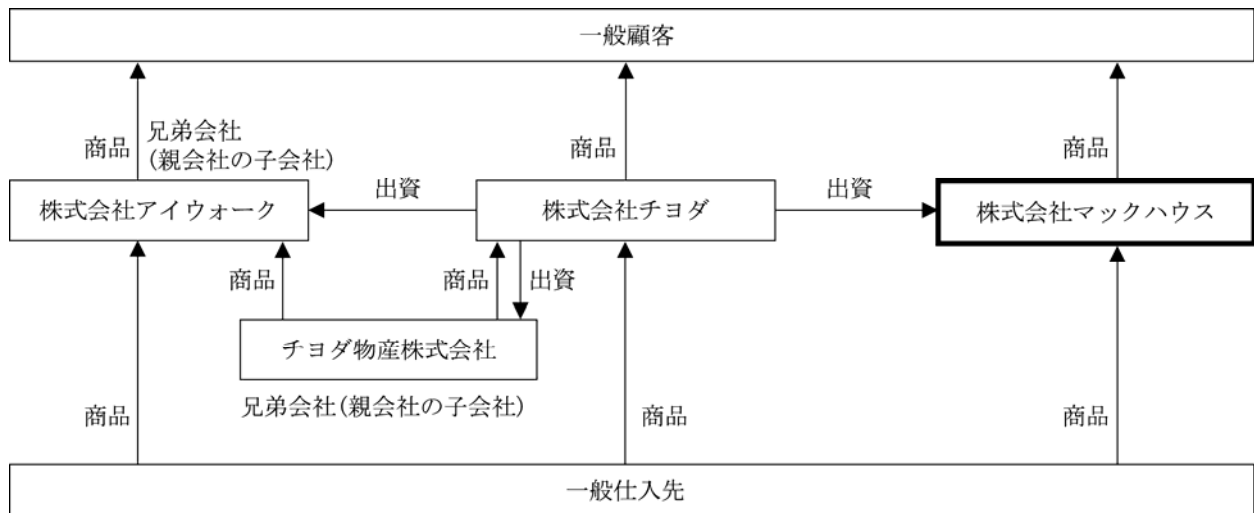 一般顧客
商品
兄弟会社
(親会社の子会社)
商品
商品
株式会社アイウォーク
出資
株式会社チヨダ
出資
株式会社マックハウス
商品
商品
出資
チヨダ物産株式会社
兄弟会社(親会社の子会社)
商品
商品
商品
一般仕入先